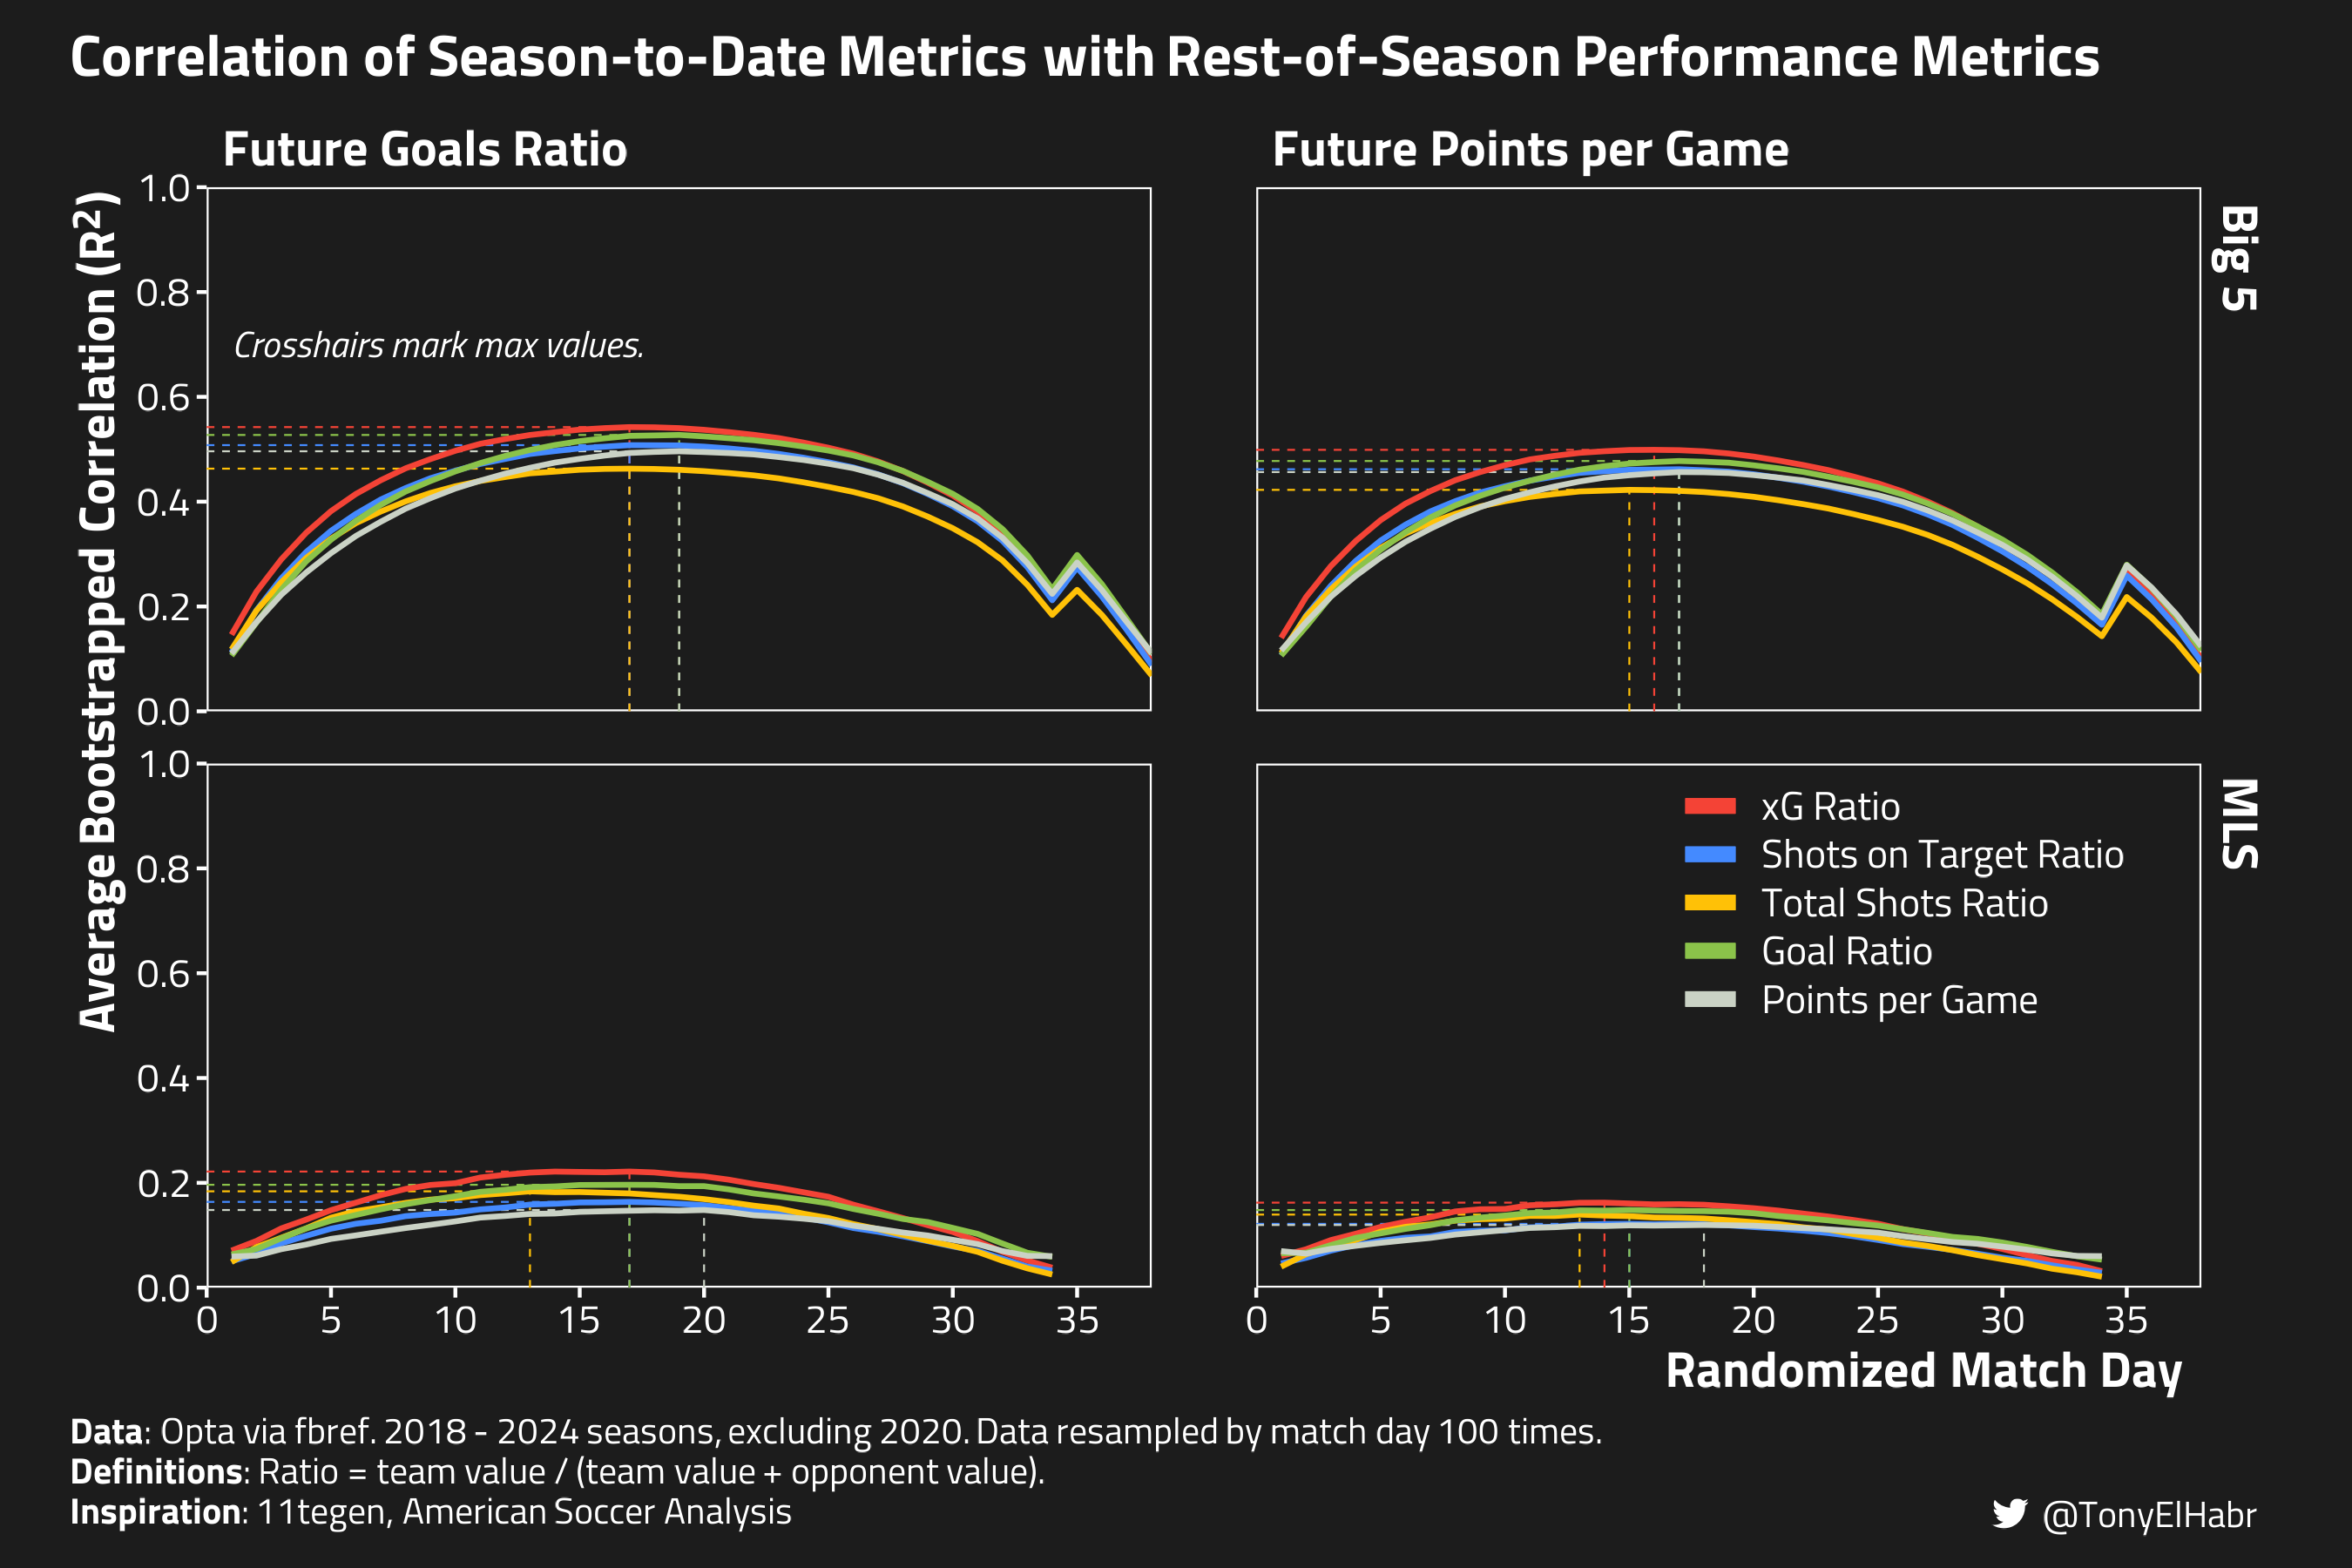 Correlation of Season-to-Date Metrics with Rest-of-Season Performance Metrics
Future Goals Ratio
Future Points per Game
Average Bootstrapped Correlation (R²)
1.0
0.8
0.6
0.4
0.2
0.0
Crosshairs mark max values.
Big 5
1.0
0.8
0.6
0.4
0.2
0.0
xG Ratio
Shots on Target Ratio
Total Shots Ratio
Goal Ratio
Points per Game
MLS
0 5 10 15 20 25 30 35
0 5 10 15 20 25 30 35
Randomized Match Day
Data: Opta via fbref. 2018 - 2024 seasons, excluding 2020. Data resampled by match day 100 times.
Definitions: Ratio = team value / (team value + opponent value).
Inspiration: 11tegen, American Soccer Analysis
@TonyElHabr